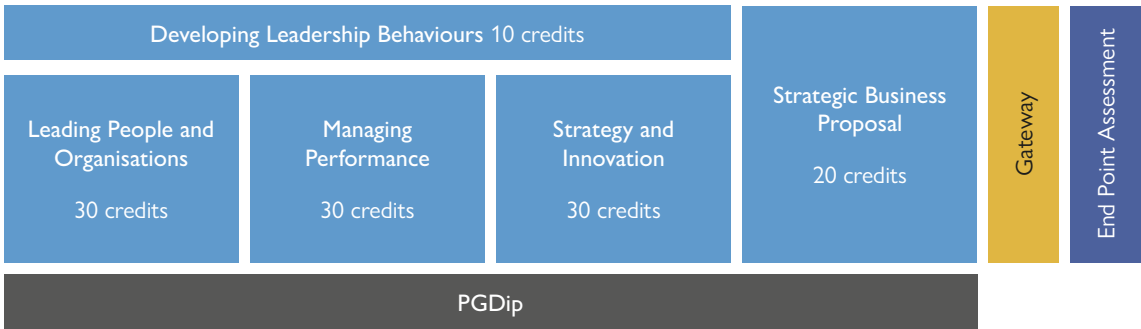 Developing Leadership Behaviours 10 credits
Leading People and
Organisations
30 credits
Managing
Performance
30 credits
Strategy and
Innovation
30 credits
Strategic Business
Proposal
20 credits
Gateway
End Point Assessment
PGDip